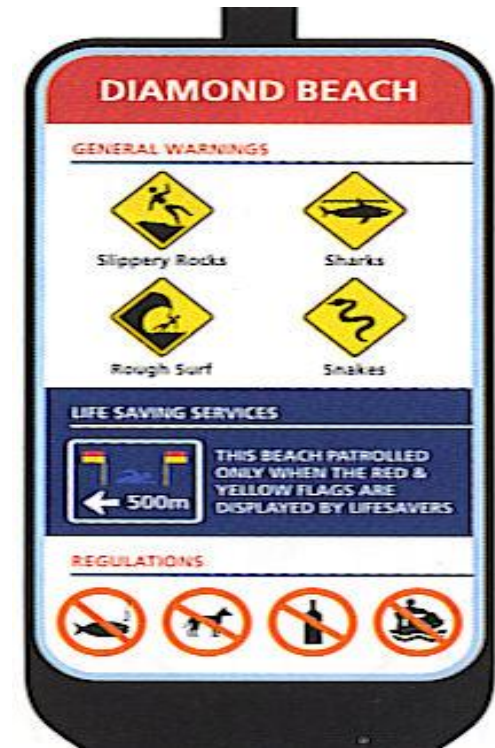 DIAMOND BEACH
GENERAL WARNINGS
Slippery Rocks
Sharks
Rough Surf
Snakes
LIFE SAVING SERVICES
500m
THIS BEACH PATROLLED
ONLY WHEN THE RED &
YELLOW FLAGS ARE
DISPLAYED BY LIFESAVERS
REGULATIONS